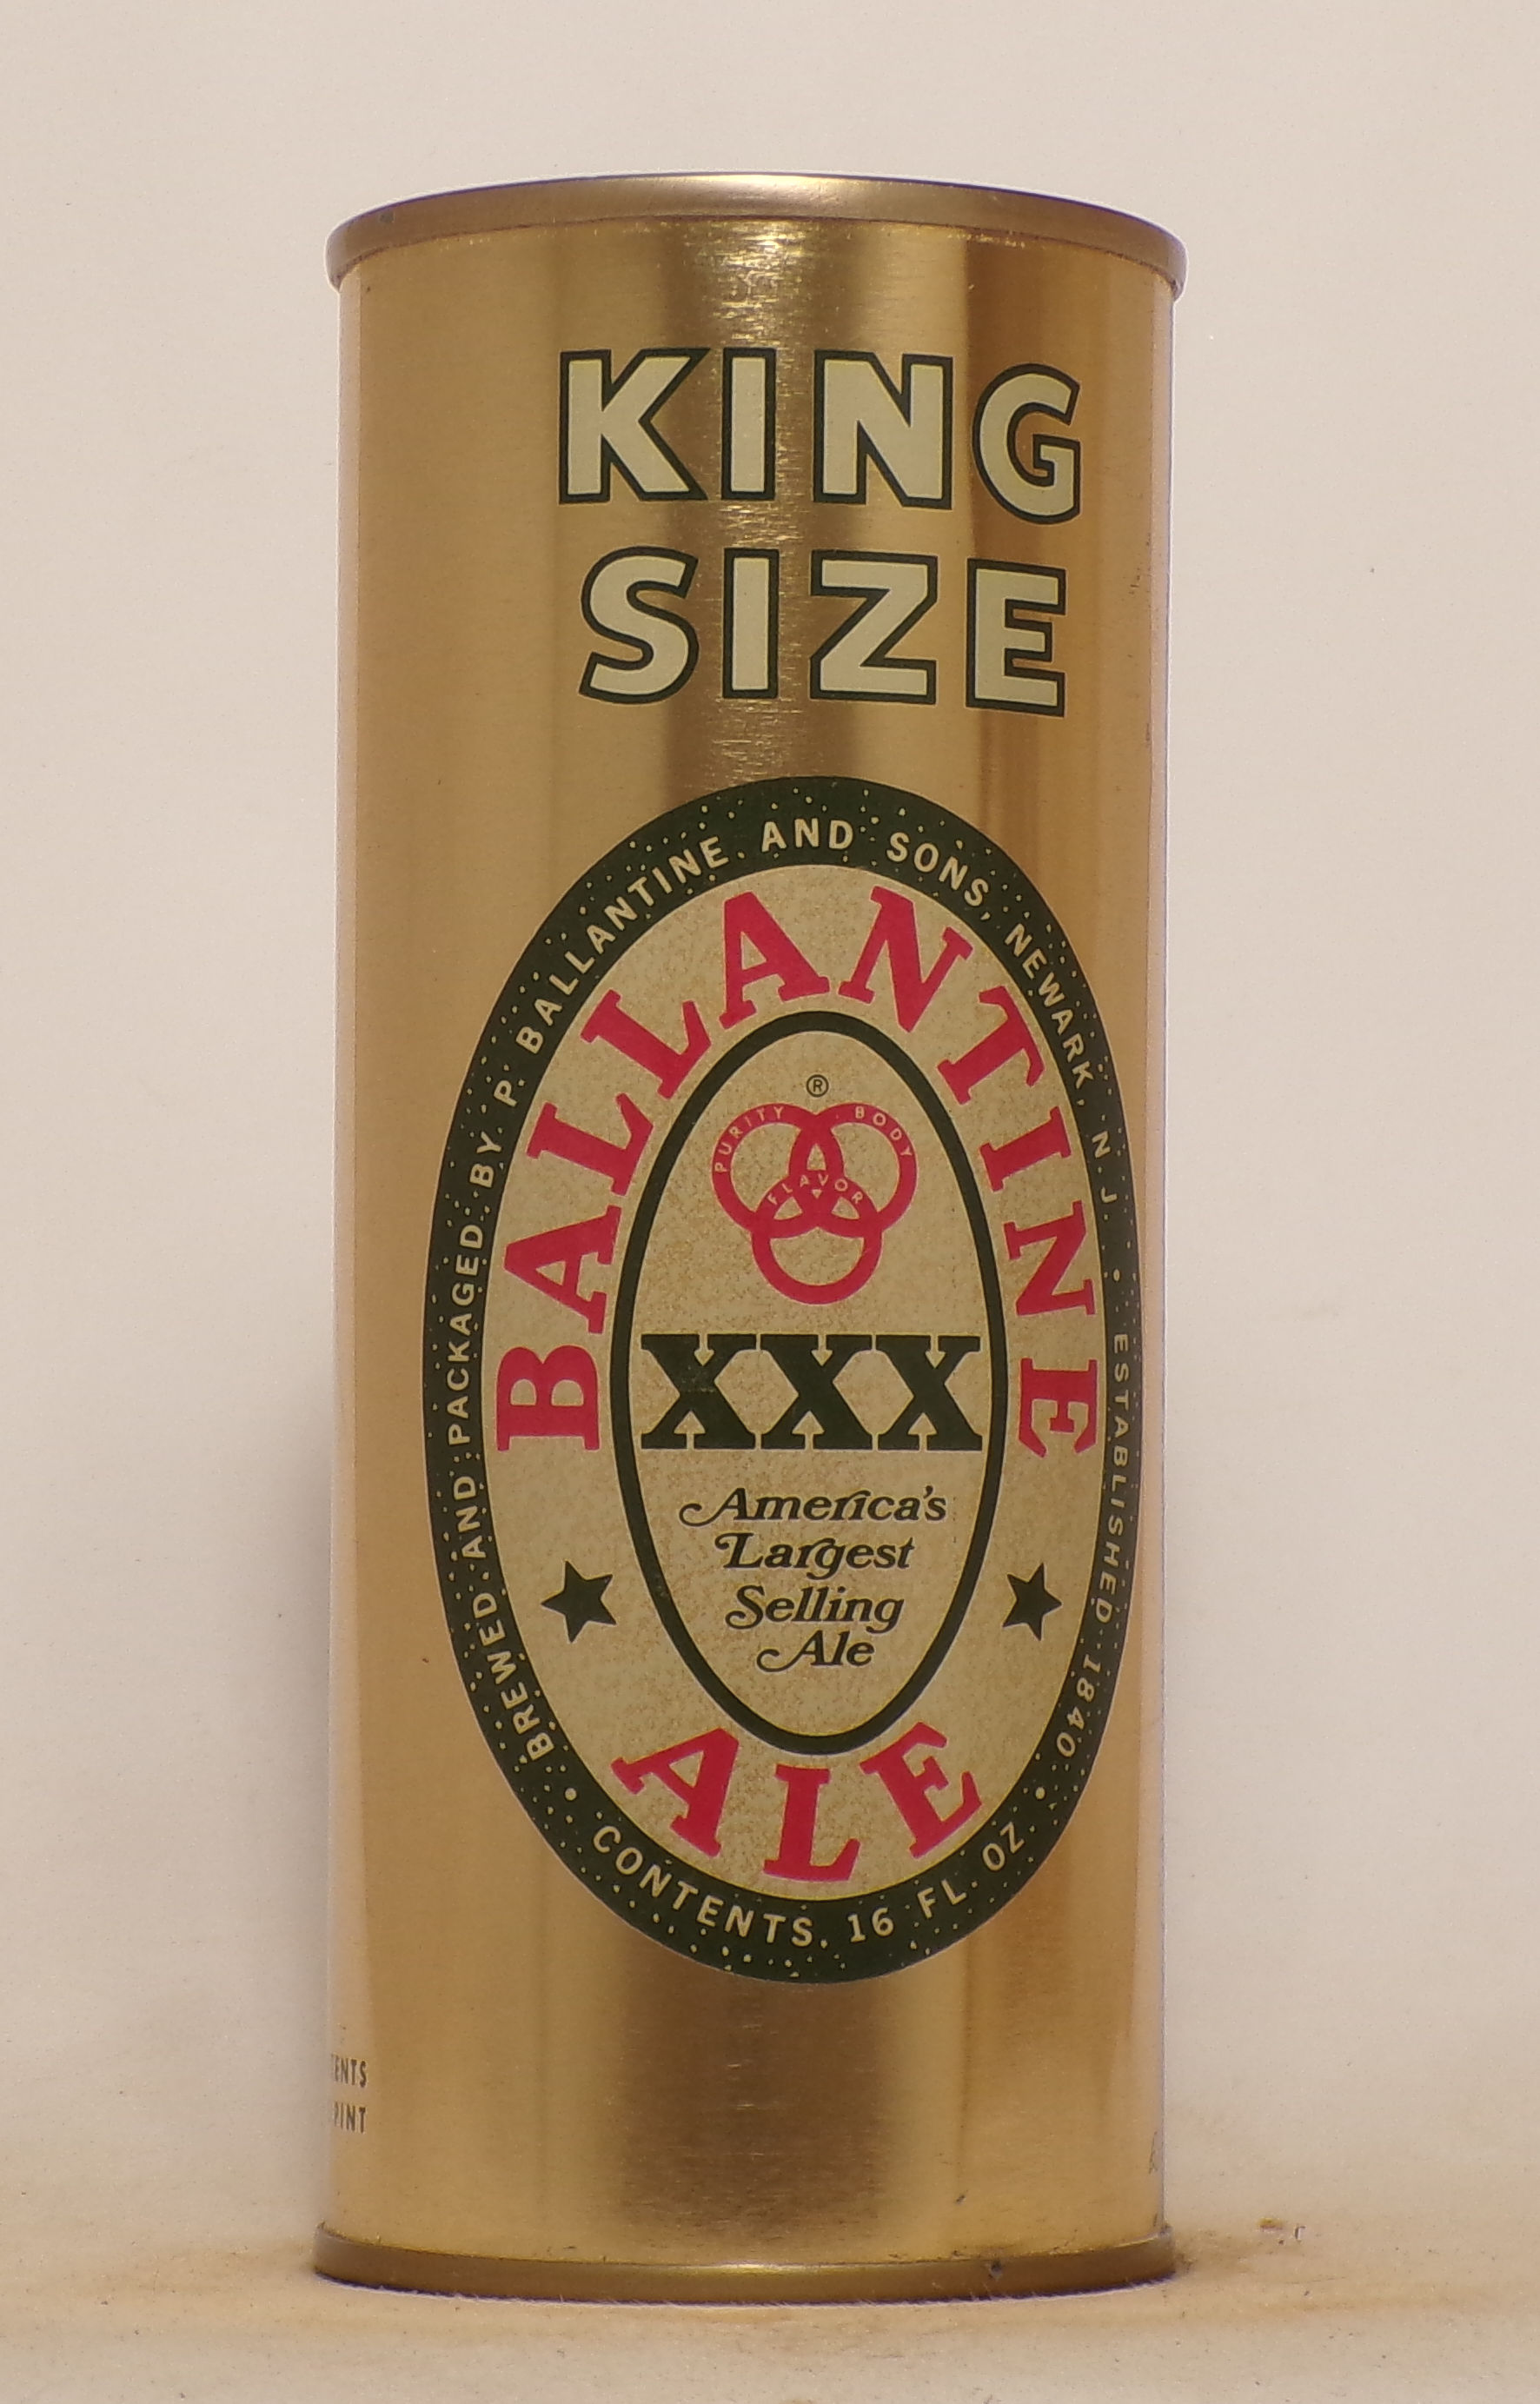 KING
SIZE
BREWED AND PACKAGED BY P. BALLANTINE AND SONS, NEWARK, N.J. • ESTABLISHED 1840 •
BALLANTINE
®
PURITY BODY
FLAVOR
XXX
America's
Largest
Selling
Ale
ALE
• CONTENTS. 16 FL. OZ.
PINT